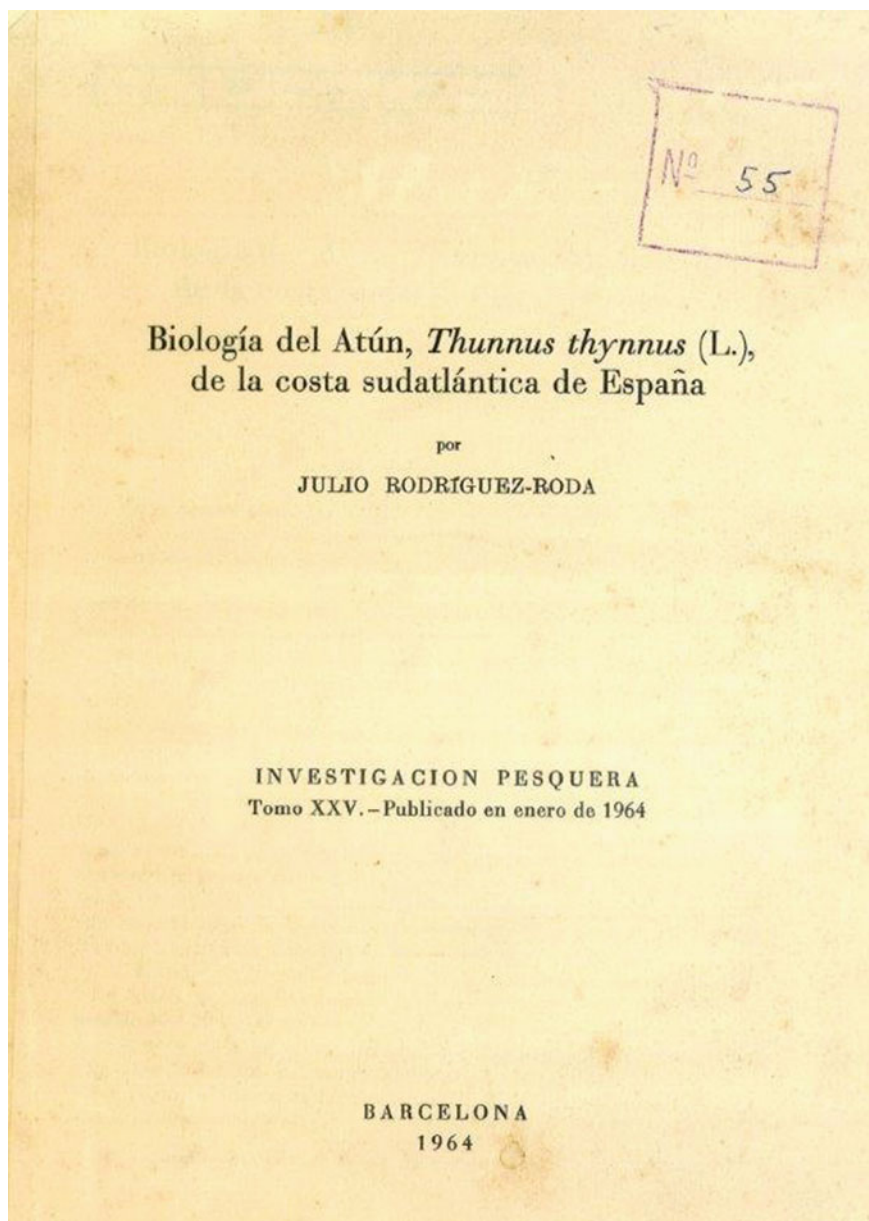 Nº 55
Biología del Atún, Thunnus thynnus (L.),
de la costa sudatlántica de España
por
JULIO RODRÍGUEZ-RODA
INVESTIGACION PESQUERA
Tomo XXV.-Publicado en enero de 1964
BARCELONA
1964